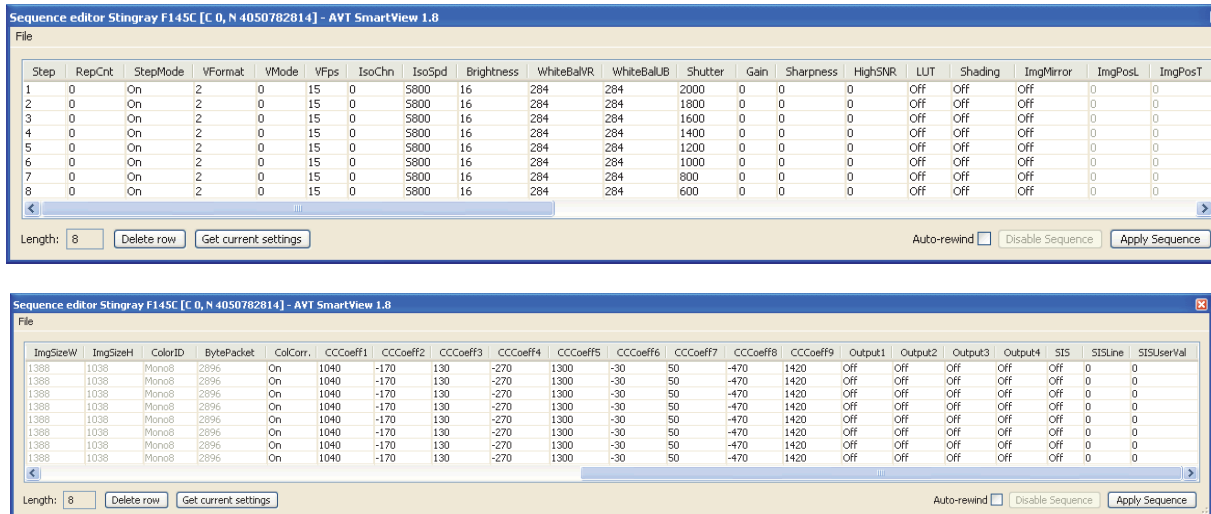 Sequence editor Stingray F145C [C 0, N 4050782814] - AVT SmartView 1.8
File
Step RepCnt StepMode VFormat VMode VFps IsoChn IsoSpd Brightness WhiteBalVR WhiteBalUB Shutter Gain Sharpness HighSNR LUT Shading ImgMirror ImgPosL ImgPosT
1 0 On 2 0 15 0 S800 16 284 284 2000 0 0 0 Off Off Off 0 0
2 0 On 2 0 15 0 S800 16 284 284 1800 0 0 0 Off Off Off 0 0
3 0 On 2 0 15 0 S800 16 284 284 1600 0 0 0 Off Off Off 0 0
4 0 On 2 0 15 0 S800 16 284 284 1400 0 0 0 Off Off Off 0 0
5 0 On 2 0 15 0 S800 16 284 284 1200 0 0 0 Off Off Off 0 0
6 0 On 2 0 15 0 S800 16 284 284 1000 0 0 0 Off Off Off 0 0
7 0 On 2 0 15 0 S800 16 284 284 800 0 0 0 Off Off Off 0 0
8 0 On 2 0 15 0 S800 16 284 284 600 0 0 0 Off Off Off 0 0
Length: 8 Delete row Get current settings Auto-rewind Disable Sequence Apply Sequence
Sequence editor Stingray F145C [C 0, N 4050782814] - AVT SmartView 1.8
File
ImgSizeW ImgSizeH ColorID BytePacket ColCorr. CCCoeff1 CCCoeff2 CCCoeff3 CCCoeff4 CCCoeff5 CCCoeff6 CCCoeff7 CCCoeff8 CCCoeff9 Output1 Output2 Output3 Output4 SIS SISLine SISUserVal
1388 1038 Mono8 2896 On 1040 -170 130 -270 1300 -30 50 -470 1420 Off Off Off Off Off 0 0
1388 1038 Mono8 2896 On 1040 -170 130 -270 1300 -30 50 -470 1420 Off Off Off Off Off 0 0
1388 1038 Mono8 2896 On 1040 -170 130 -270 1300 -30 50 -470 1420 Off Off Off Off Off 0 0
1388 1038 Mono8 2896 On 1040 -170 130 -270 1300 -30 50 -470 1420 Off Off Off Off Off 0 0
1388 1038 Mono8 2896 On 1040 -170 130 -270 1300 -30 50 -470 1420 Off Off Off Off Off 0 0
1388 1038 Mono8 2896 On 1040 -170 130 -270 1300 -30 50 -470 1420 Off Off Off Off Off 0 0
1388 1038 Mono8 2896 On 1040 -170 130 -270 1300 -30 50 -470 1420 Off Off Off Off Off 0 0
1388 1038 Mono8 2896 On 1040 -170 130 -270 1300 -30 50 -470 1420 Off Off Off Off Off 0 0
Length: 8 Delete row Get current settings Auto-rewind Disable Sequence Apply Sequence